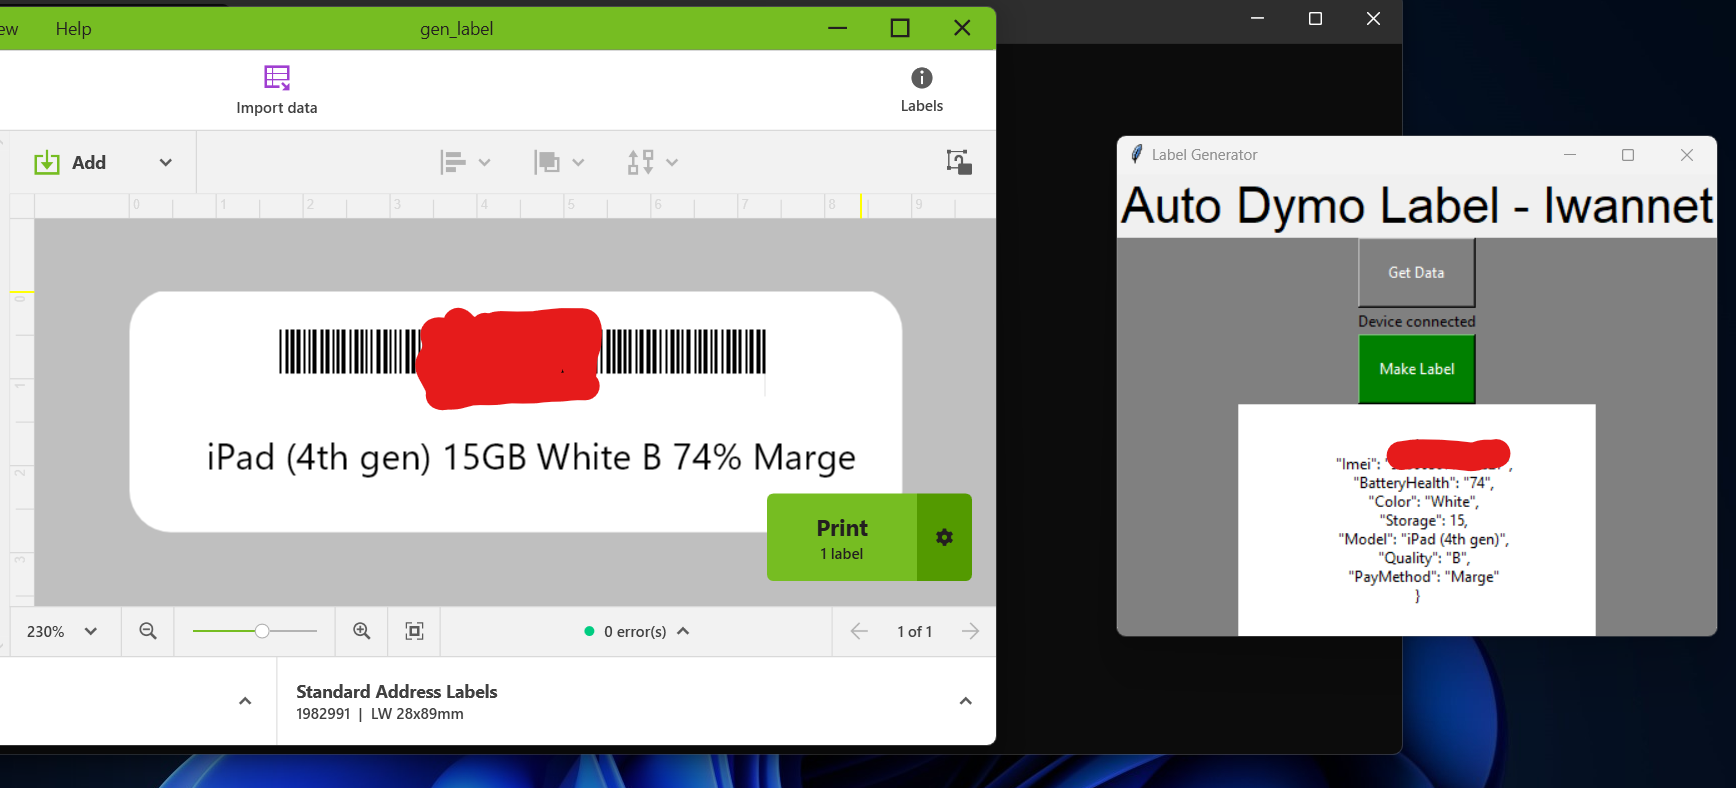 ew Help gen_label
Import data
Labels
Add
0 1 2 3 4 5 6 7 8 9
0
1
2
3
iPad (4th gen) 15GB White B 74% Marge
Print
1 label
230%
0 error(s)
1 of 1
Standard Address Labels
1982991 | LW 28x89mm
Label Generator
Auto Dymo Label - Iwannet
Get Data
Device connected
Make Label
"Imei": ",
"BatteryHealth": "74",
"Color": "White",
"Storage": 15,
"Model": "iPad (4th gen)",
"Quality": "B",
"PayMethod": "Marge"
}